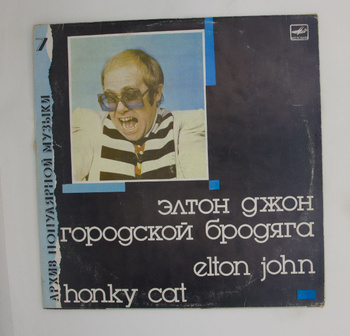 7
АРХИВ ПОПУЛЯРНОЙ МУЗЫКИ
элтон джон
городской бродяга
elton john
honky cat